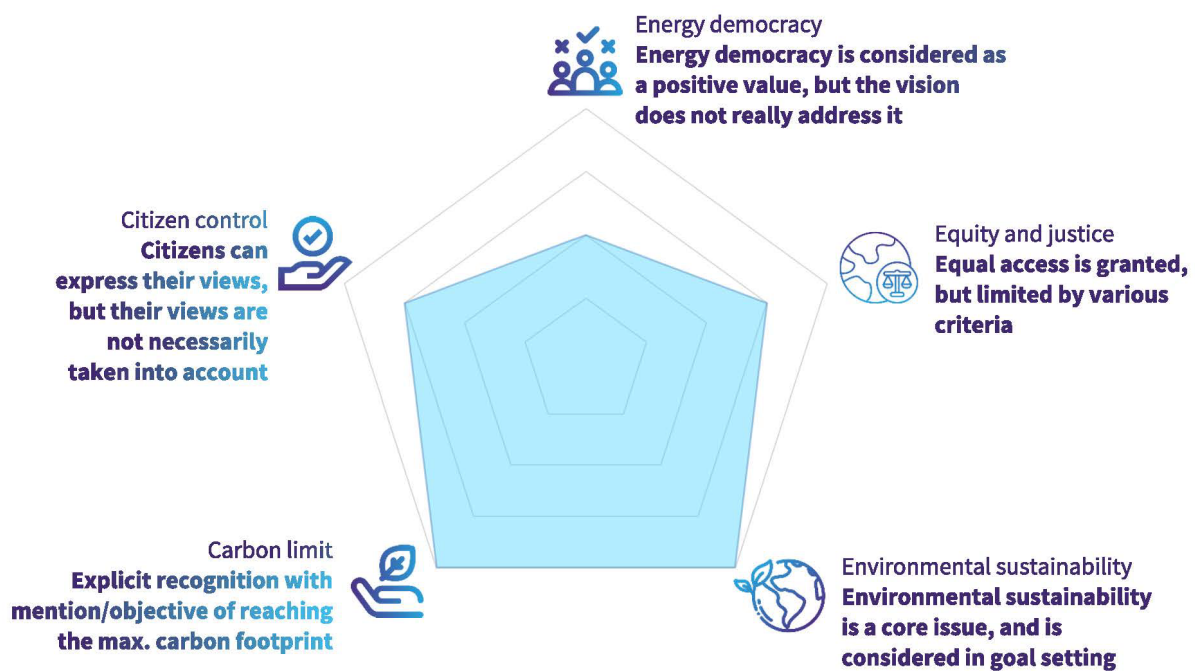 Energy democracy
Energy democracy is considered as
a positive value, but the vision
does not really address it
Citizen control
Citizens can
express their views,
but their views are
not necessarily
taken into account
Equity and justice
Equal access is granted,
but limited by various
criteria
Carbon limit
Explicit recognition with
mention/objective of reaching
the max. carbon footprint
Environmental sustainability
Environmental sustainability
is a core issue, and is
considered in goal setting